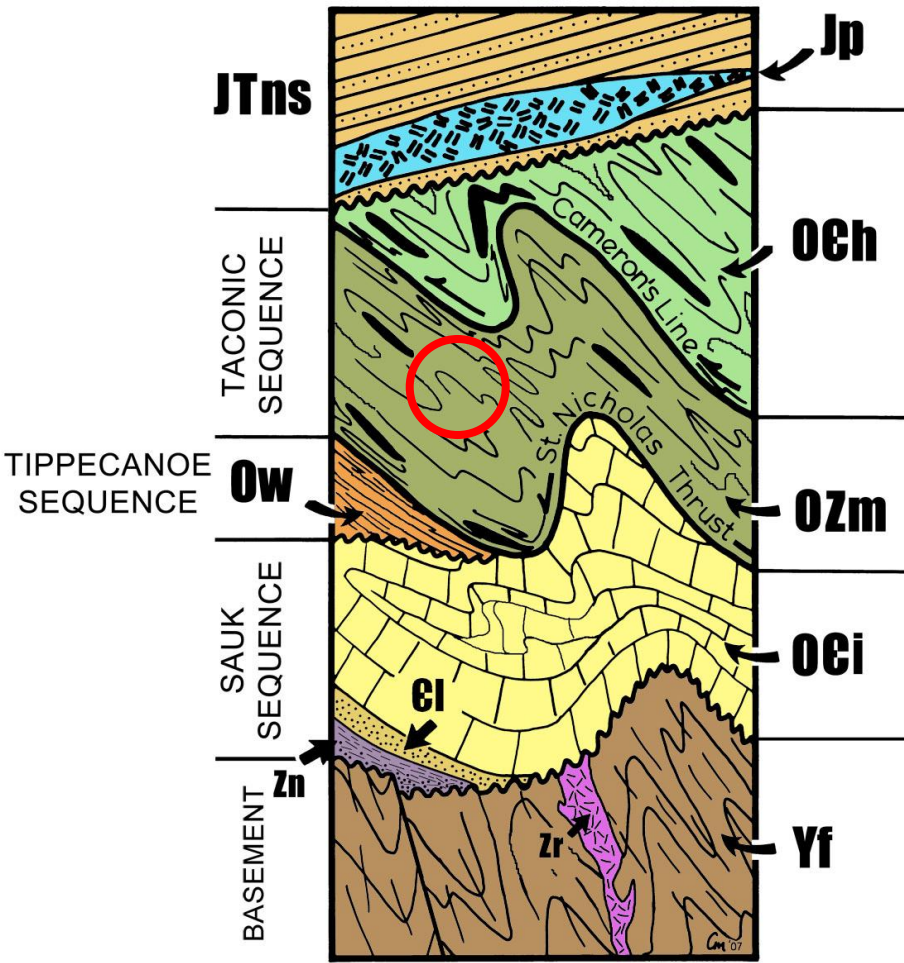 Jp
JTns
Cameron's Line
OЄh
TACONIC
SEQUENCE
St. Nicholas Thrust
TIPPECANOE
SEQUENCE
Ow
OZm
SAUK
SEQUENCE
OЄi
Єl
Zn
BASEMENT
Zr
Yf
Cm '07